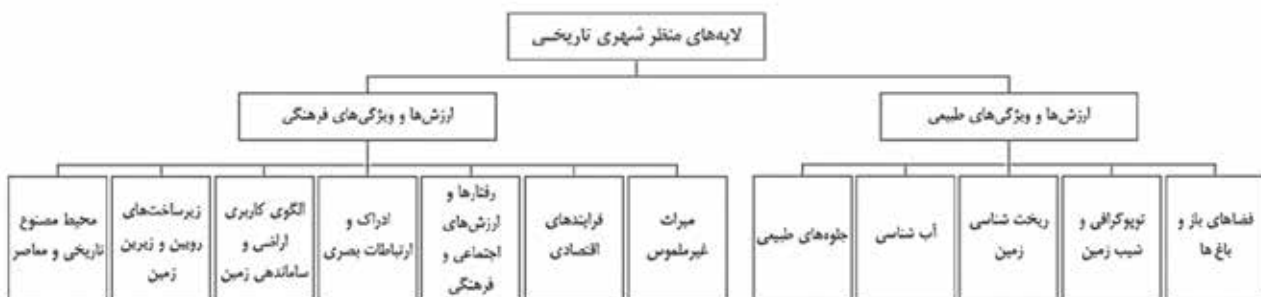 لایه‌های منظر شهری تاریخی
ارزش‌ها و ویژگی‌های طبیعی
ارزش‌ها و ویژگی‌های فرهنگی
فضاهای باز و
باغ ها
توپوگرافی و
شیب زمین
ریخت شناسی
زمین
آب شناسی
جلوه‌های طبیعی
میراث
غیرملموس
فرایندهای
اقتصادی
رفتارها و
ارزش‌های
اجتماعی و
فرهنگی
ادراک و
ارتباطات بصری
الگوی کاربری
اراضی و
ساماندهی زمین
زیرساخت‌های
رویین و زیرین
زمین
محیط مصنوع
تاریخی و معاصر